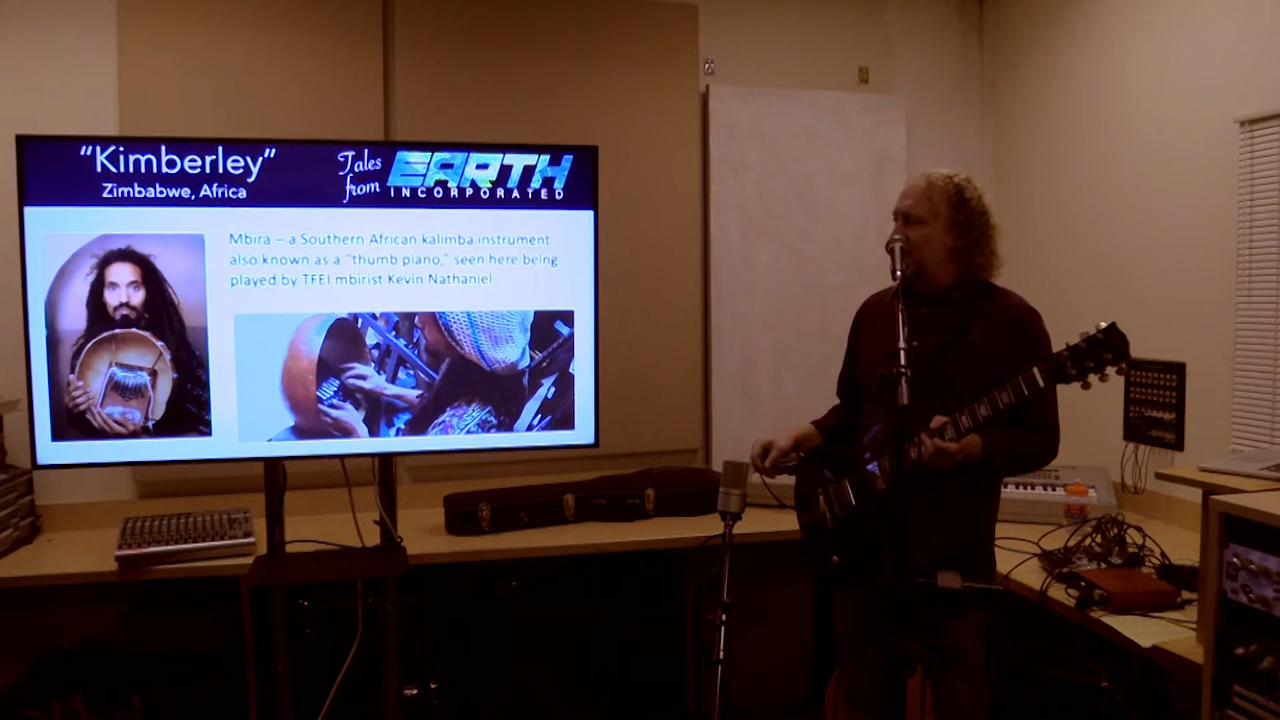 "Kimberley"
Zimbabwe, Africa
Tales
from
EARTH
INCORPORATED
Mbira – a Southern African kalimba instrument
also known as a "thumb piano," seen here being
played by TFEI mbirist Kevin Nathaniel